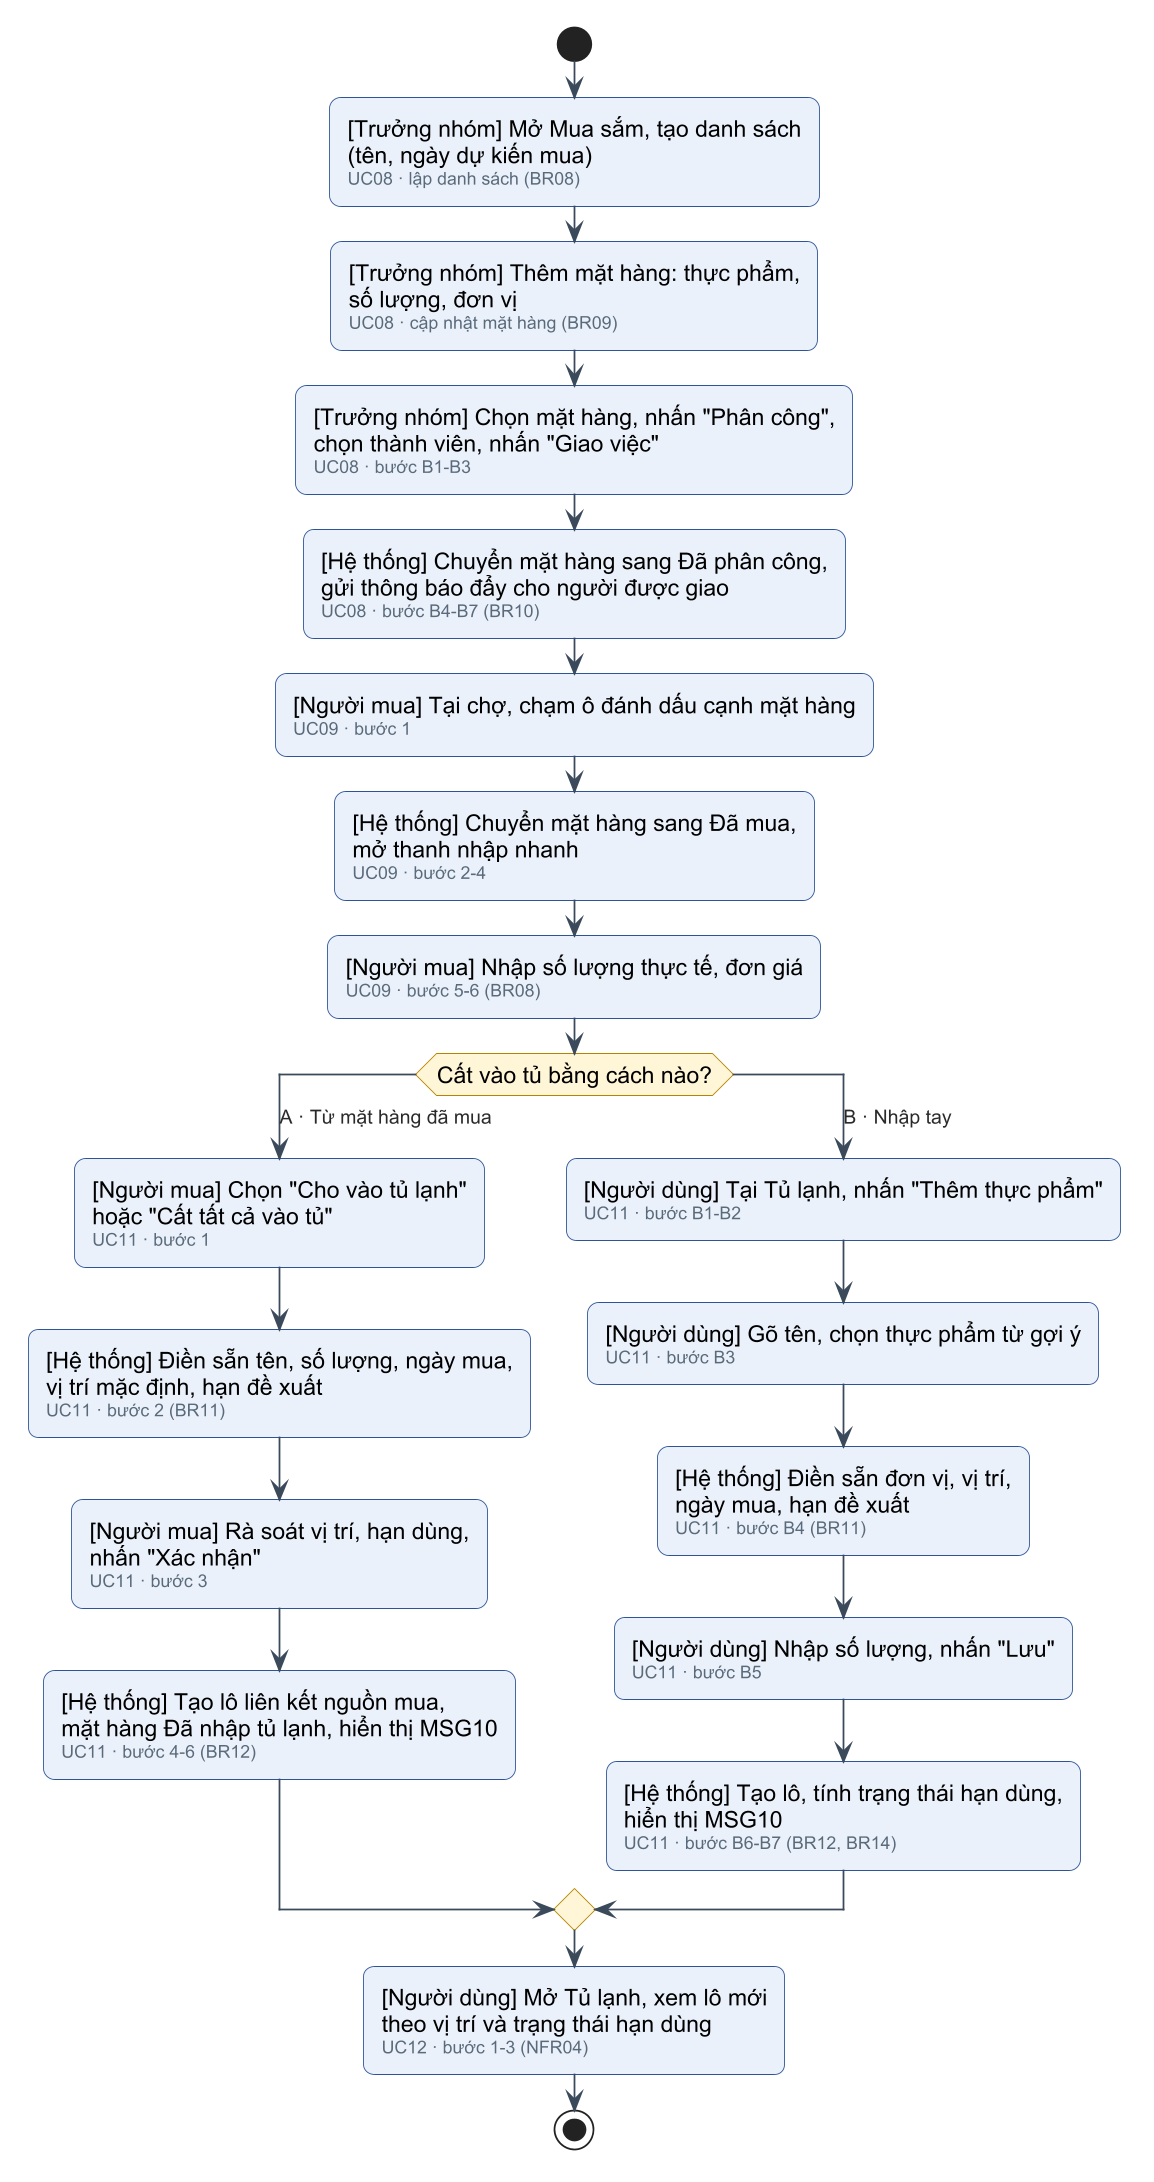 [Trưởng nhóm] Mở Mua sắm, tạo danh sách
(tên, ngày dự kiến mua)
UC08 · lập danh sách (BR08)
[Trưởng nhóm] Thêm mặt hàng: thực phẩm,
số lượng, đơn vị
UC08 · cập nhật mặt hàng (BR09)
[Trưởng nhóm] Chọn mặt hàng, nhấn "Phân công",
chọn thành viên, nhấn "Giao việc"
UC08 · bước B1-B3
[Hệ thống] Chuyển mặt hàng sang Đã phân công,
gửi thông báo đẩy cho người được giao
UC08 · bước B4-B7 (BR10)
[Người mua] Tại chợ, chạm ô đánh dấu cạnh mặt hàng
UC09 · bước 1
[Hệ thống] Chuyển mặt hàng sang Đã mua,
mở thanh nhập nhanh
UC09 · bước 2-4
[Người mua] Nhập số lượng thực tế, đơn giá
UC09 · bước 5-6 (BR08)
Cất vào tủ bằng cách nào?
A · Từ mặt hàng đã mua
[Người mua] Chọn "Cho vào tủ lạnh"
hoặc "Cất tất cả vào tủ"
UC11 · bước 1
[Hệ thống] Điền sẵn tên, số lượng, ngày mua,
vị trí mặc định, hạn đề xuất
UC11 · bước 2 (BR11)
[Người mua] Rà soát vị trí, hạn dùng,
nhấn "Xác nhận"
UC11 · bước 3
[Hệ thống] Tạo lô liên kết nguồn mua,
mặt hàng Đã nhập tủ lạnh, hiển thị MSG10
UC11 · bước 4-6 (BR12)
B · Nhập tay
[Người dùng] Tại Tủ lạnh, nhấn "Thêm thực phẩm"
UC11 · bước B1-B2
[Người dùng] Gõ tên, chọn thực phẩm từ gợi ý
UC11 · bước B3
[Hệ thống] Điền sẵn đơn vị, vị trí,
ngày mua, hạn đề xuất
UC11 · bước B4 (BR11)
[Người dùng] Nhập số lượng, nhấn "Lưu"
UC11 · bước B5
[Hệ thống] Tạo lô, tính trạng thái hạn dùng,
hiển thị MSG10
UC11 · bước B6-B7 (BR12, BR14)
[Người dùng] Mở Tủ lạnh, xem lô mới
theo vị trí và trạng thái hạn dùng
UC12 · bước 1-3 (NFR04)